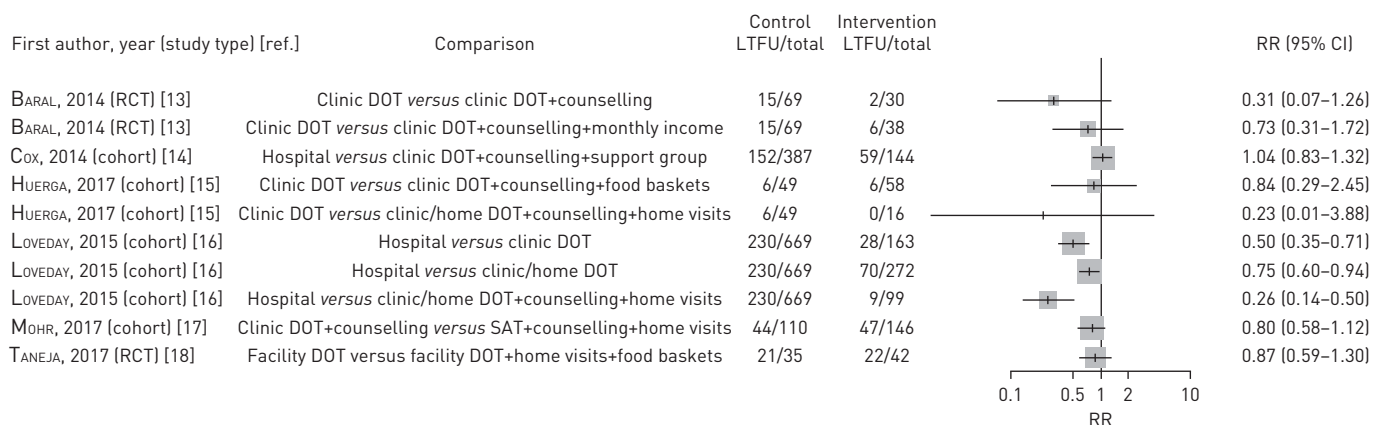 Control Intervention
First author, year (study type) [ref.] Comparison LTFU/total LTFU/total RR (95% CI)
Baral, 2014 (RCT) [13] Clinic DOT versus clinic DOT+counselling 15/69 2/30 0.31 (0.07–1.26)
Baral, 2014 (RCT) [13] Clinic DOT versus clinic DOT+counselling+monthly income 15/69 6/38 0.73 (0.31–1.72)
Cox, 2014 (cohort) [14] Hospital versus clinic DOT+counselling+support group 152/387 59/144 1.04 (0.83–1.32)
Huerga, 2017 (cohort) [15] Clinic DOT versus clinic DOT+counselling+food baskets 6/49 6/58 0.84 (0.29–2.45)
Huerga, 2017 (cohort) [15] Clinic DOT versus clinic/home DOT+counselling+home visits 6/49 0/16 0.23 (0.01–3.88)
Loveday, 2015 (cohort) [16] Hospital versus clinic DOT 230/669 28/163 0.50 (0.35–0.71)
Loveday, 2015 (cohort) [16] Hospital versus clinic/home DOT 230/669 70/272 0.75 (0.60–0.94)
Loveday, 2015 (cohort) [16] Hospital versus clinic/home DOT+counselling+home visits 230/669 9/99 0.26 (0.14–0.50)
Mohr, 2017 (cohort) [17] Clinic DOT+counselling versus SAT+counselling+home visits 44/110 47/146 0.80 (0.58–1.12)
Taneja, 2017 (RCT) [18] Facility DOT versus facility DOT+home visits+food baskets 21/35 22/42 0.87 (0.59–1.30)
0.1 0.5 1 2 10
RR